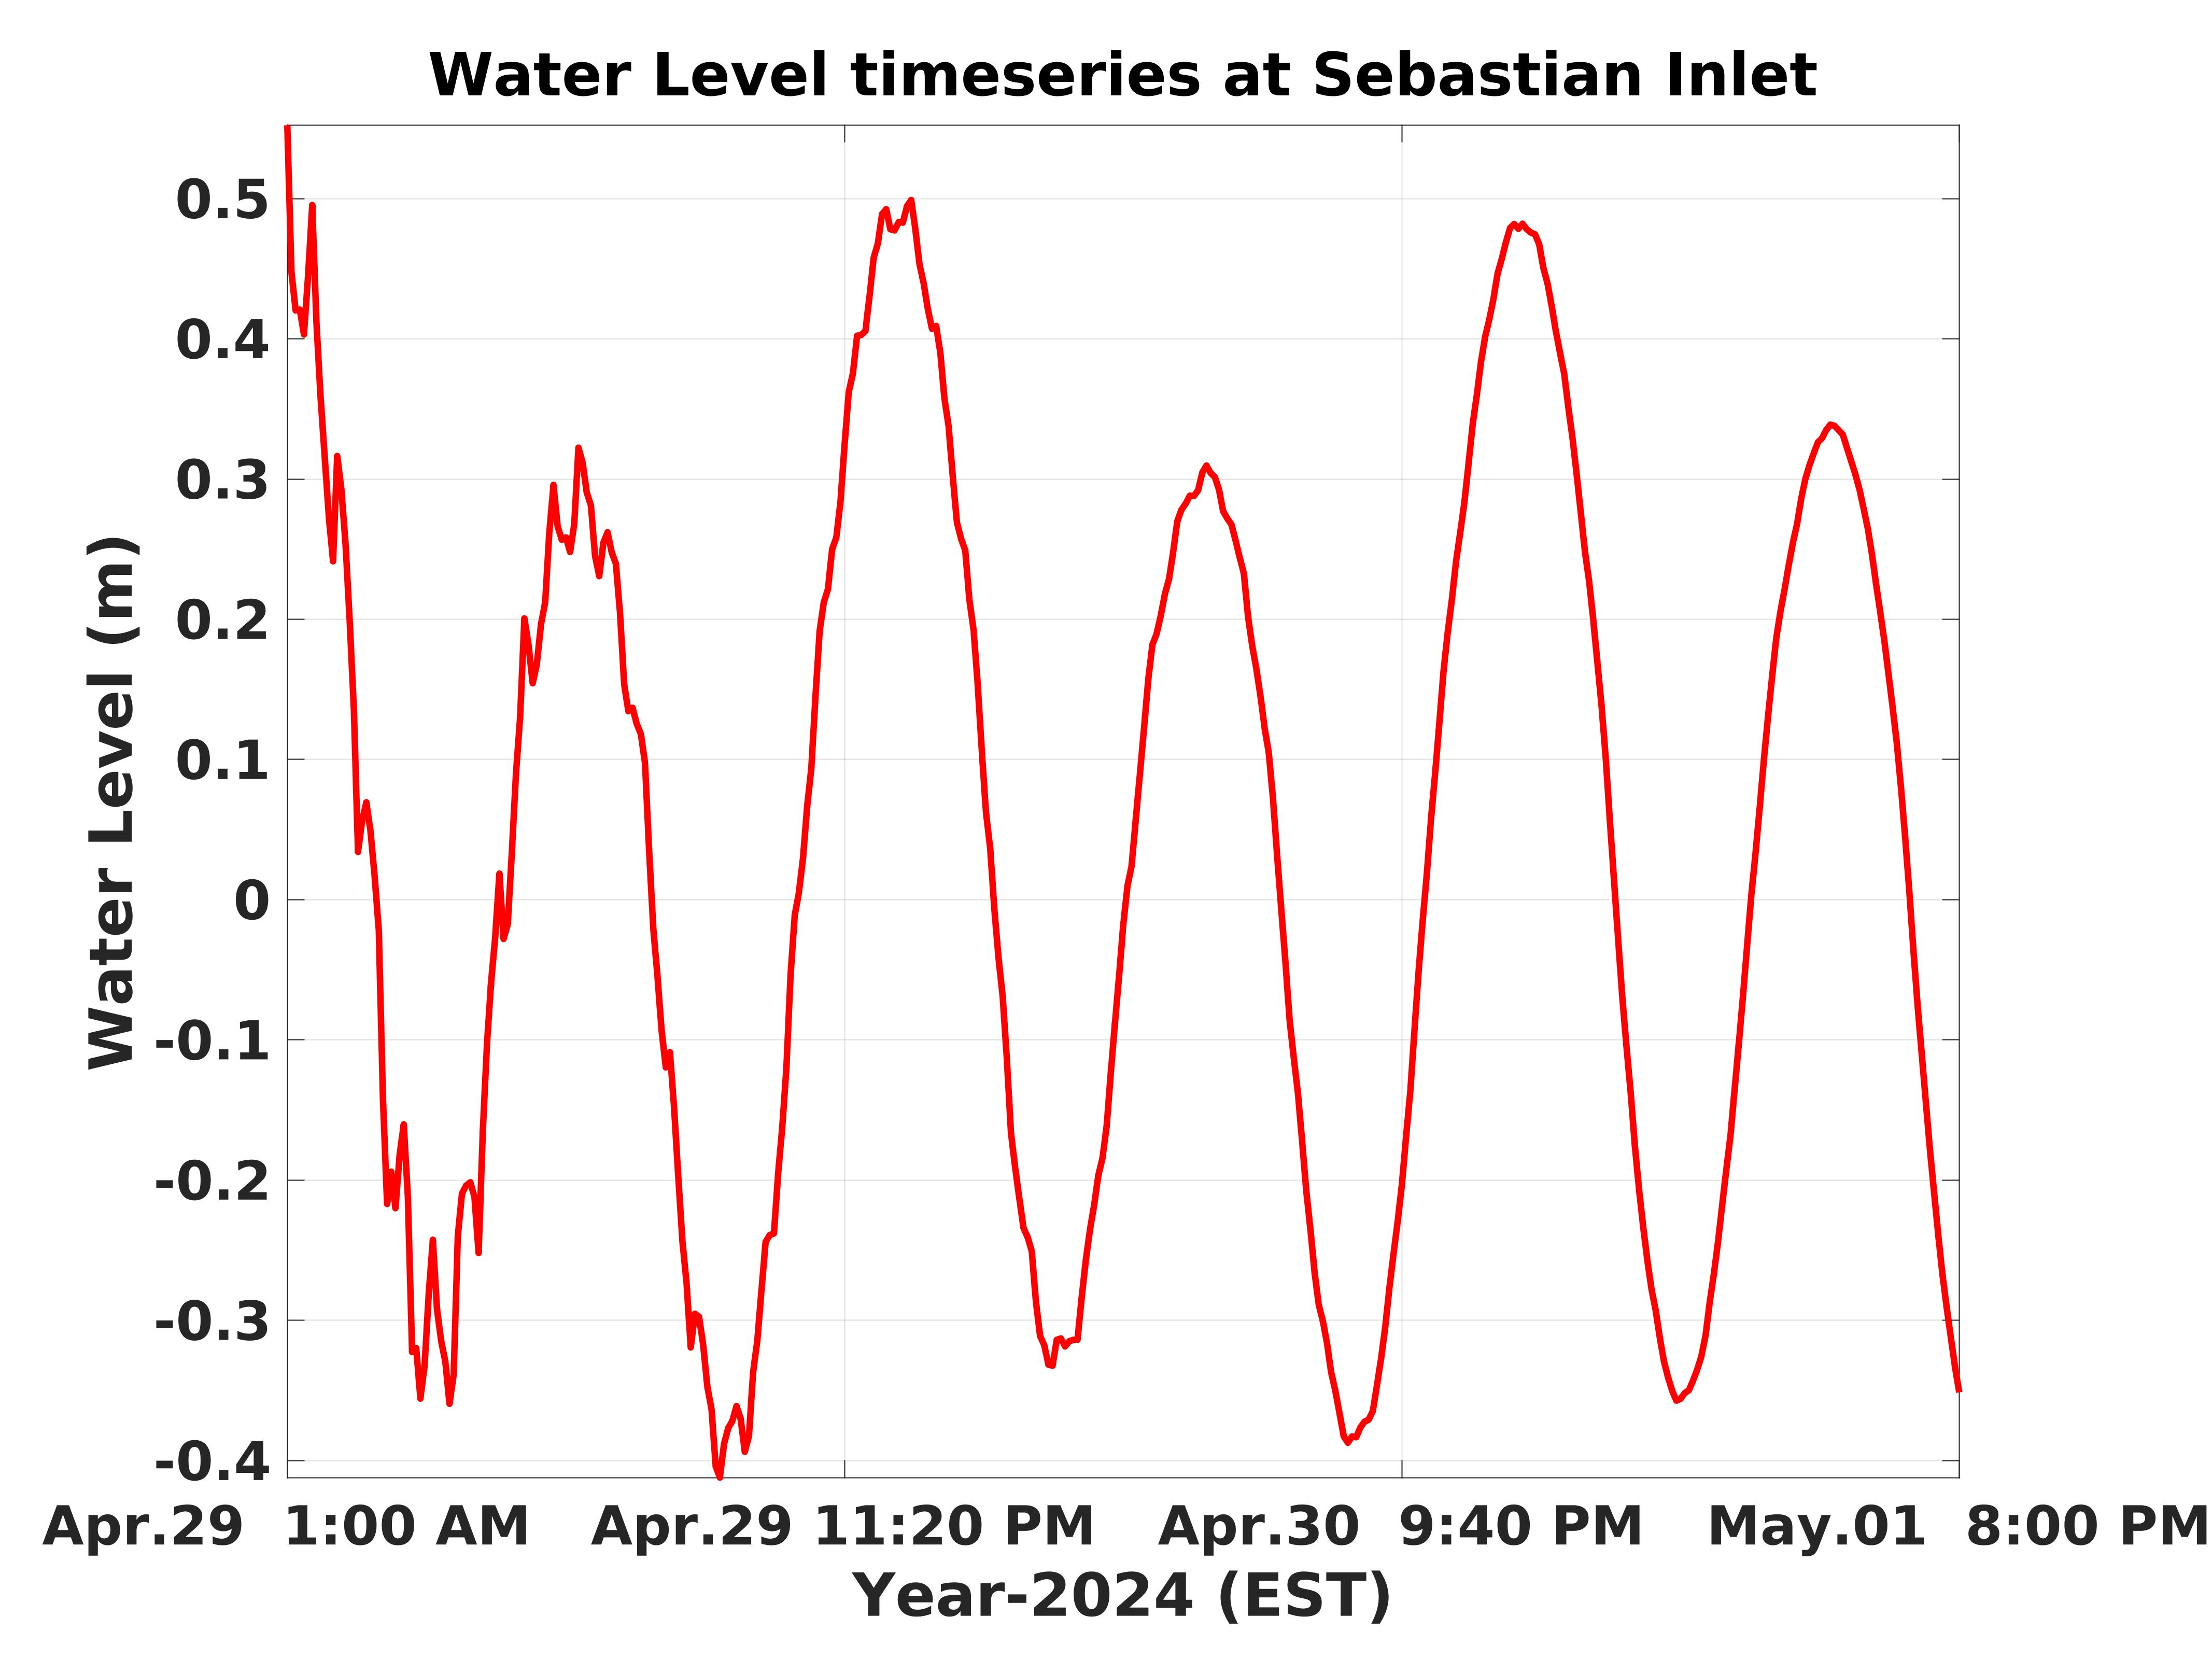 Water Level timeseries at Sebastian Inlet
0.5
0.4
0.3
0.2
0.1
0
-0.1
-0.2
-0.3
-0.4
Water Level (m)
Apr.29  1:00 AM
Apr.29 11:20 PM
Apr.30  9:40 PM
May.01  8:00 PM
Year-2024 (EST)